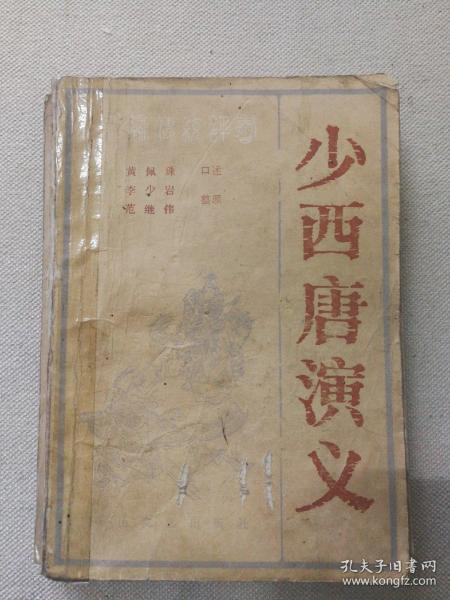 少西唐演义
黄佩珠 口述
李少岩
范继伟 整理
孔夫子旧书网
www.kongfz.com